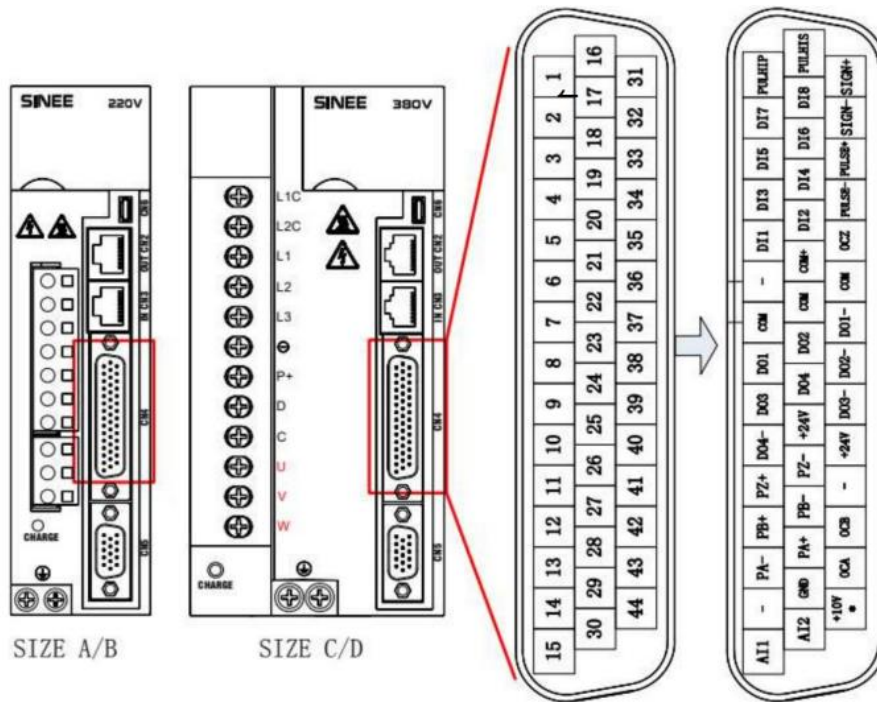 SINEE 220V
CN6
OUT CN2
IN CN3
CN4
CN5
CHARGE
SIZE A/B
SINEE 380V
L1C
L2C
L1
L2
L3
⊖
P+
D
C
U
V
W
CHARGE
CN6
OUT CN2
IN CN3
CN4
CN5
SIZE C/D
1
2
3
4
5
6
7
8
9
10
11
12
13
14
15
16
17
18
19
20
21
22
23
24
25
26
27
28
29
30
31
32
33
34
35
36
37
38
39
40
41
42
43
44
PULHIP
DI7
DI5
DI3
DI1
-
COM
DO1
DO3
DO4-
PZ+
PB+
PA-
-
AI1
PULHIS
DI8
DI6
DI4
DI2
COM+
COM
DO2
DO4
+24V
PZ-
PB-
PA+
GND
AI2
SIGN+
SIGN-
PULSE+
PULSE-
OCZ
COM
DO1-
DO2-
DO3-
+24V
-
OCB
OCA
+10V
*